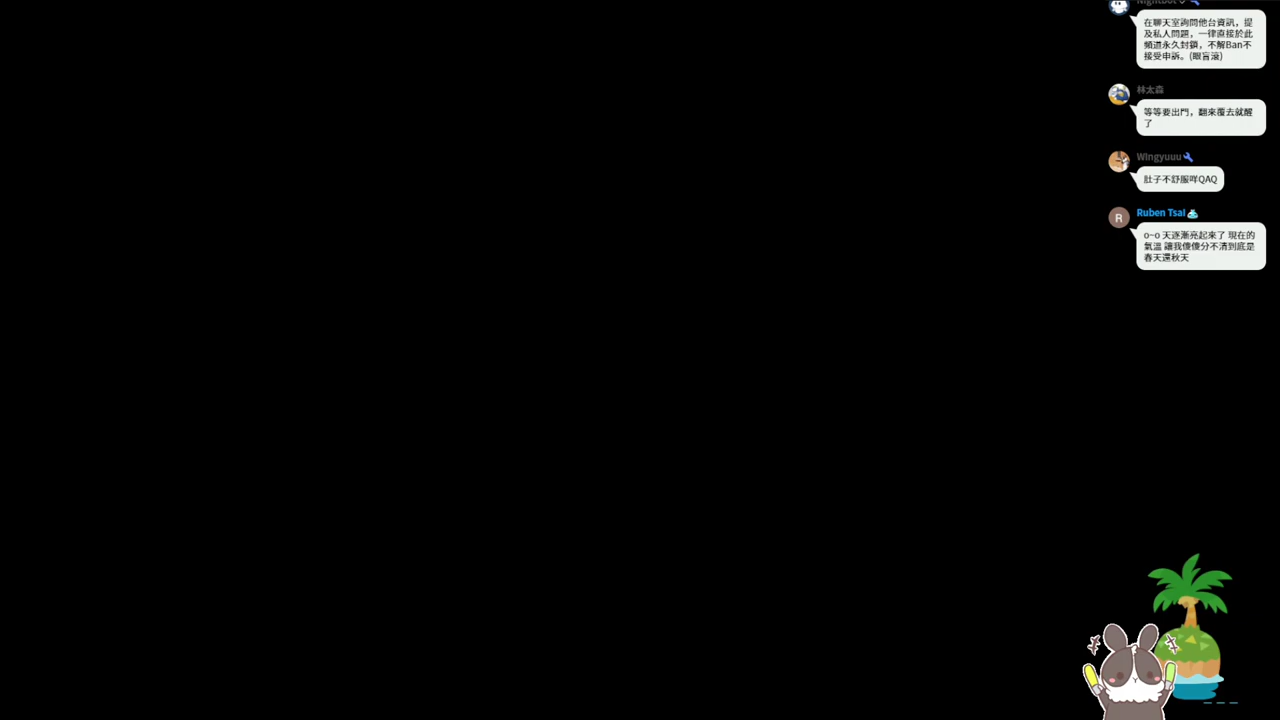 Nightbot
在聊天室詢問他台資訊，提
及私人問題，一律直接於此
頻道永久封鎖，不解Ban不
接受申訴。(眼盲滾)
林太森
等等要出門，翻來覆去就醒
了
Wingyuuu
肚子不舒服咩QAQ
R
Ruben Tsai
o~o 天逐漸亮起來了 現在的
氣溫 讓我傻傻分不清到底是
春天還秋天